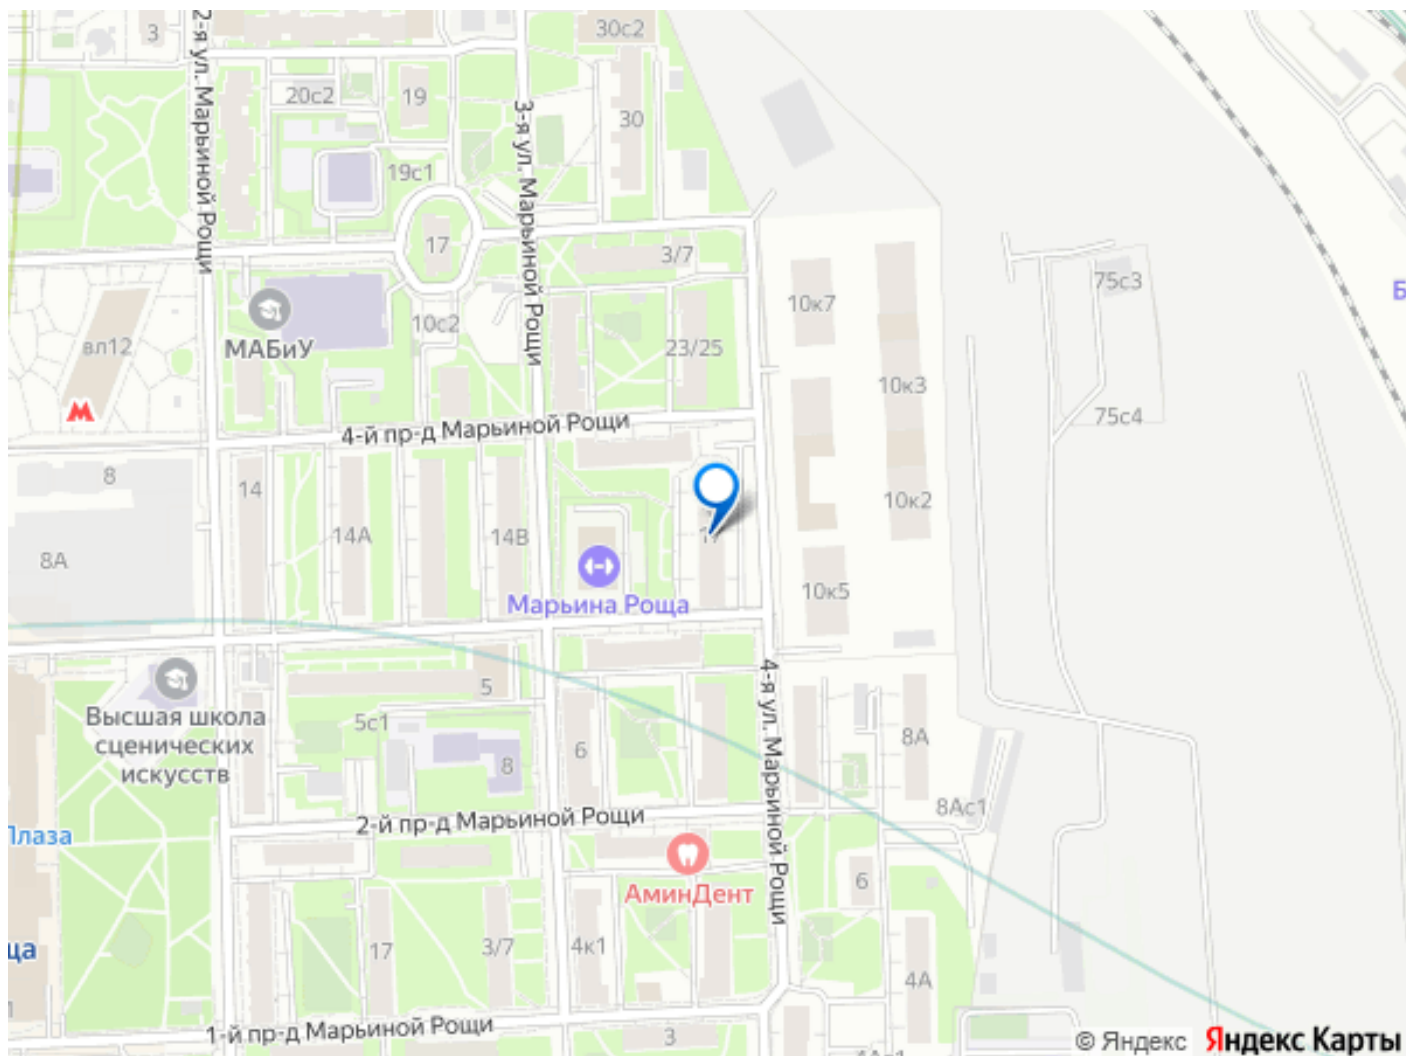 2-я ул. Марьиной Рощи
3
30с2
20с2
19
3-я ул. Марьиной Рощи
30
19с1
17
3/7
75с3
10к7
10с2
МАБиУ
вл12
23/25
10к3
75с4
4-й пр-д Марьиной Рощи
8
14
14А
14В
10к2
8А
Марьина Роща
10к5
4-я ул. Марьиной Рощи
Высшая школа
сценических
искусств
5
5с1
6
8
8А
8Ас1
2-й пр-д Марьиной Рощи
Плаза
АминДент
6
ща
17
3/7
4к1
4А
1-й пр-д Марьиной Рощи
3
© Яндекс
Яндекс Карты